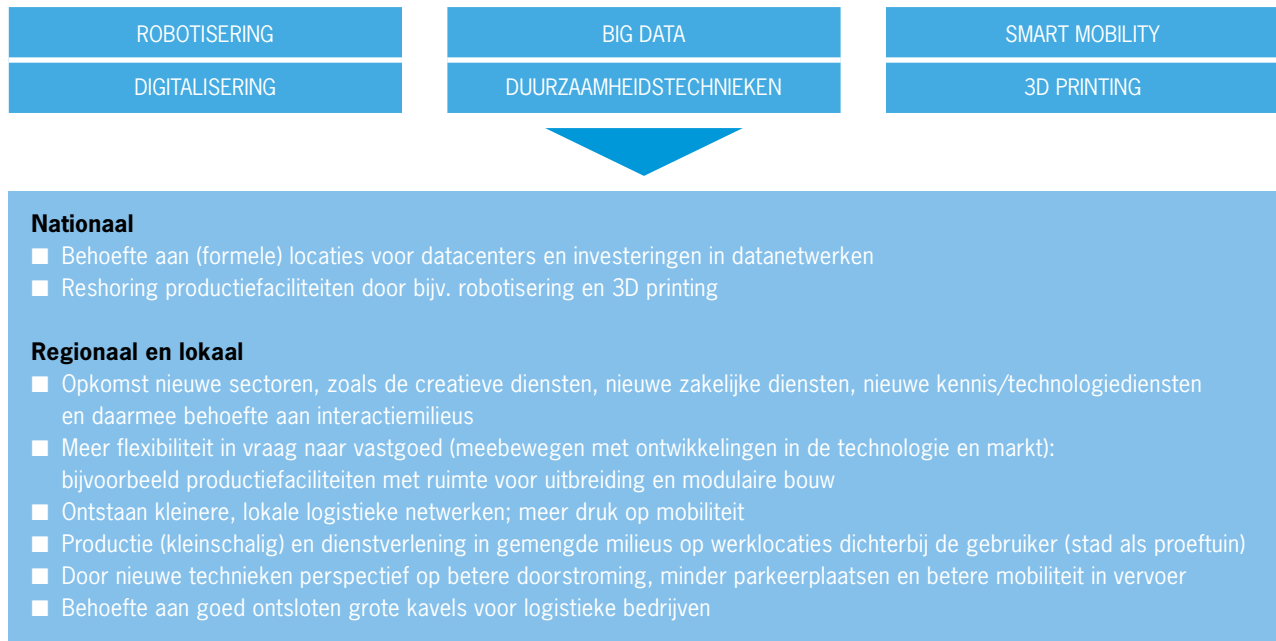 ROBOTISERING
BIG DATA
SMART MOBILITY
DIGITALISERING
DUURZAAMHEIDSTECHNIEKEN
3D PRINTING
Nationaal
■ Behoefte aan (formele) locaties voor datacenters en investeringen in datanetwerken
■ Reshoring productiefaciliteiten door bijv. robotisering en 3D printing
Regionaal en lokaal
■ Opkomst nieuwe sectoren, zoals de creatieve diensten, nieuwe zakelijke diensten, nieuwe kennis/technologiediensten
en daarmee behoefte aan interactiemilieus
■ Meer flexibiliteit in vraag naar vastgoed (meebewegen met ontwikkelingen in de technologie en markt):
bijvoorbeeld productiefaciliteiten met ruimte voor uitbreiding en modulaire bouw
■ Ontstaan kleinere, lokale logistieke netwerken; meer druk op mobiliteit
■ Productie (kleinschalig) en dienstverlening in gemengde milieus op werklocaties dichterbij de gebruiker (stad als proeftuin)
■ Door nieuwe technieken perspectief op betere doorstroming, minder parkeerplaatsen en betere mobiliteit in vervoer
■ Behoefte aan goed ontsloten grote kavels voor logistieke bedrijven